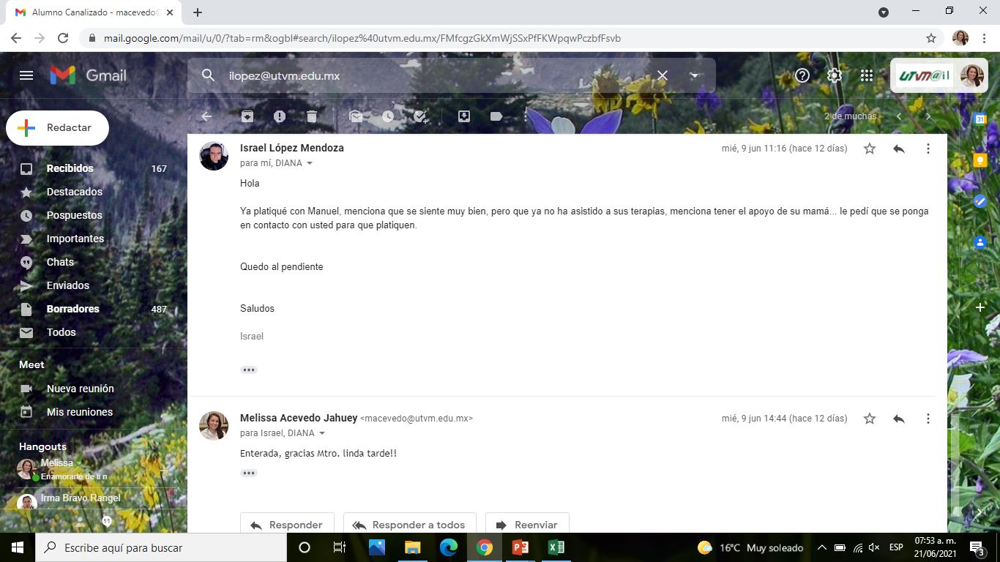 Alumno Canalizado - macevedo@
mail.google.com/mail/u/0/?tab=rm&ogbl#search/ilopez%40utvm.edu.mx/FMfcgzGkXmWjSSxPfFKWpqwPczbfFsvb
Gmail
ilopez@utvm.edu.mx
UTVM@il
Redactar
2 de muchas
31
Recibidos 167
Destacados
Pospuestos
Importantes
Chats
Enviados
Borradores 487
Todos
Meet
Nueva reunión
Mis reuniones
Hangouts
Melissa
Enamorarte de ti n
Irma Bravo Rangel
Israel López Mendoza
mié, 9 jun 11:16 (hace 12 días)
para mí, DIANA
Hola
Ya platiqué con Manuel, menciona que se siente muy bien, pero que ya no ha asistido a sus terapias, menciona tener el apoyo de su mamá... le pedí que se ponga
en contacto con usted para que platiquen.
Quedo al pendiente
Saludos
Israel
Melissa Acevedo Jahuey <macevedo@utvm.edu.mx>
mié, 9 jun 14:44 (hace 12 días)
para Israel, DIANA
Enterada, gracias Mtro. linda tarde!!
Responder
Responder a todos
Reenviar
Escribe aquí para buscar
16°C Muy soleado
ESP
07:53 a. m.
21/06/2021
3